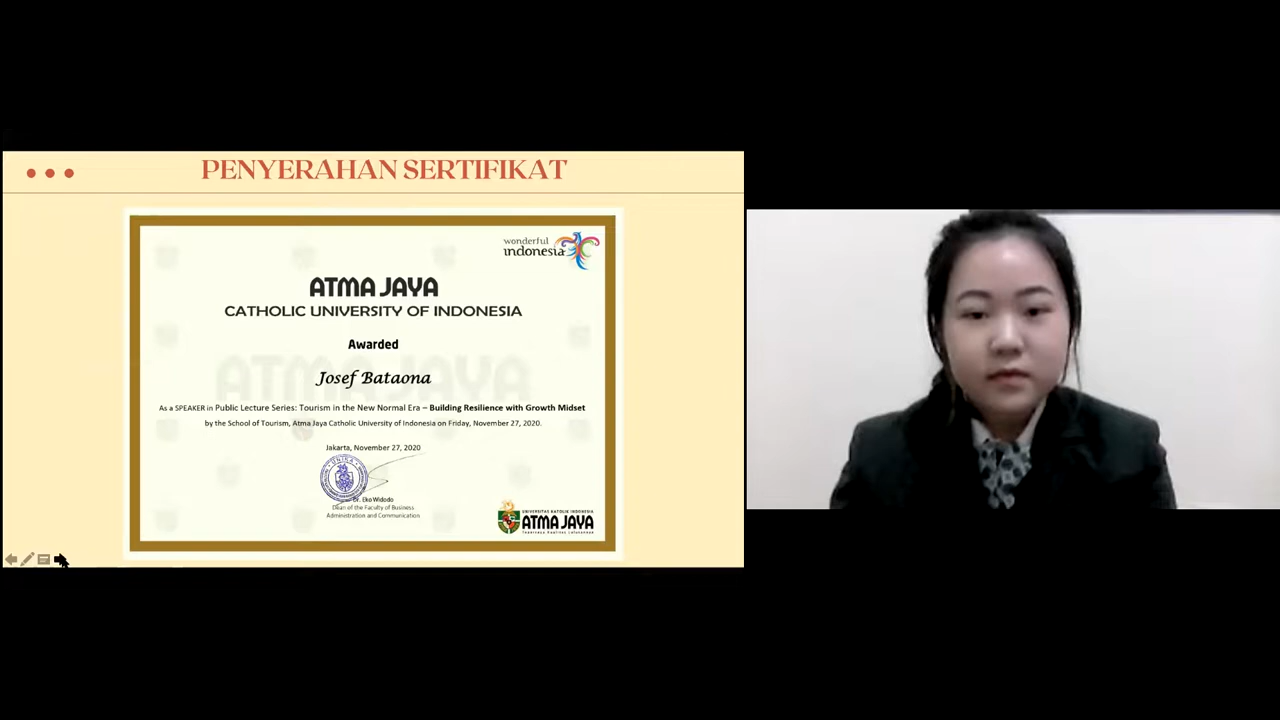 PENYERAHAN SERTIFIKAT
wonderful
indonesia
ATMA JAYA
CATHOLIC UNIVERSITY OF INDONESIA
Awarded
ATMA JAYA
Josef Bataona
As a SPEAKER in Public Lecture Series: Tourism in the New Normal Era – Building Resilience with Growth Midset
by the School of Tourism, Atma Jaya Catholic University of Indonesia on Friday, November 27, 2020.
Jakarta, November 27, 2020
Dr. Eko Widodo
Dean of the Faculty of Business
Administration and Communication
UNIVERSITAS KATOLIK INDONESIA
ATMA JAYA